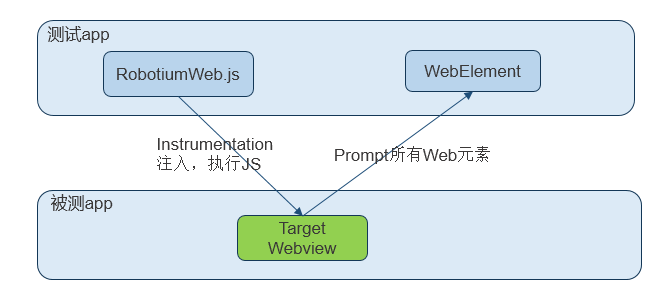 测试app
RobotiumWeb.js
WebElement
Instrumentation
注入，执行JS
Prompt所有Web元素
被测app
Target
Webview